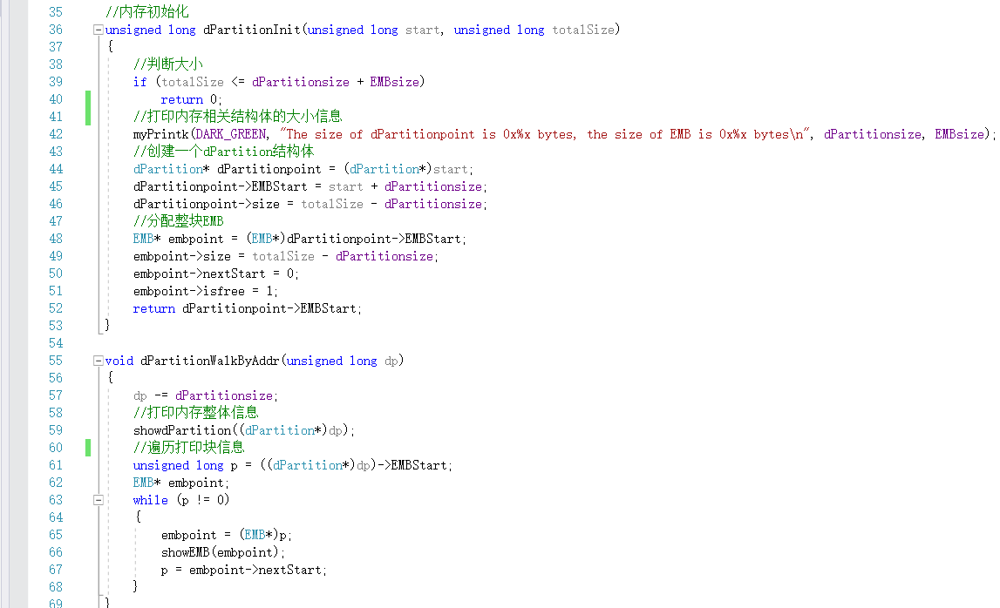 35 //内存初始化
36 unsigned long dPartitionInit(unsigned long start, unsigned long totalSize)
37 {
38 //判断大小
39 if (totalSize <= dPartitionsize + EMBsize)
40 return 0;
41 //打印内存相关结构体的大小信息
42 myPrintk(DARK_GREEN, "The size of dPartitionpoint is 0x%x bytes, the size of EMB is 0x%x bytes\n", dPartitionsize, EMBsize);
43 //创建一个dPartition结构体
44 dPartition* dPartitionpoint = (dPartition*)start;
45 dPartitionpoint->EMBStart = start + dPartitionsize;
46 dPartitionpoint->size = totalSize - dPartitionsize;
47 //分配整块EMB
48 EMB* embpoint = (EMB*)dPartitionpoint->EMBStart;
49 embpoint->size = totalSize - dPartitionsize;
50 embpoint->nextStart = 0;
51 embpoint->isfree = 1;
52 return dPartitionpoint->EMBStart;
53 }
54
55 void dPartitionWalkByAddr(unsigned long dp)
56 {
57 dp -= dPartitionsize;
58 //打印内存整体信息
59 showdPartition((dPartition*)dp);
60 //遍历打印块信息
61 unsigned long p = ((dPartition*)dp)->EMBStart;
62 EMB* embpoint;
63 while (p != 0)
64 {
65 embpoint = (EMB*)p;
66 showEMB(embpoint);
67 p = embpoint->nextStart;
68 }
69 }